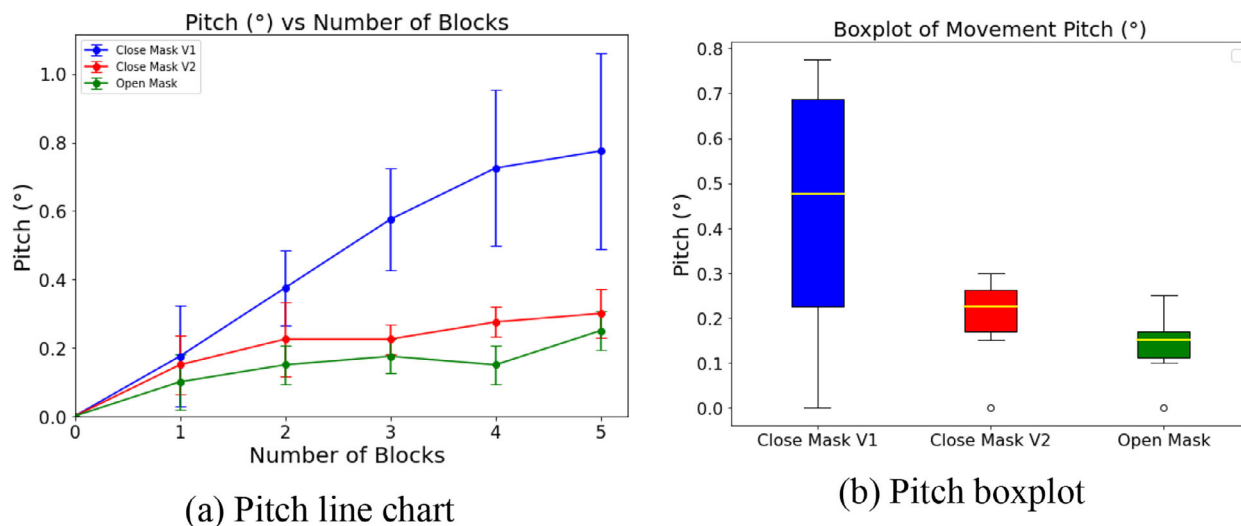 Pitch (°) vs Number of Blocks
Close Mask V1
Close Mask V2
Open Mask
1.0
0.8
0.6
0.4
0.2
0.0
Pitch (°)
0 1 2 3 4 5
Number of Blocks
(a) Pitch line chart
Boxplot of Movement Pitch (°)
0.8
0.7
0.6
0.5
0.4
0.3
0.2
0.1
0.0
Pitch (°)
Close Mask V1 Close Mask V2 Open Mask
(b) Pitch boxplot